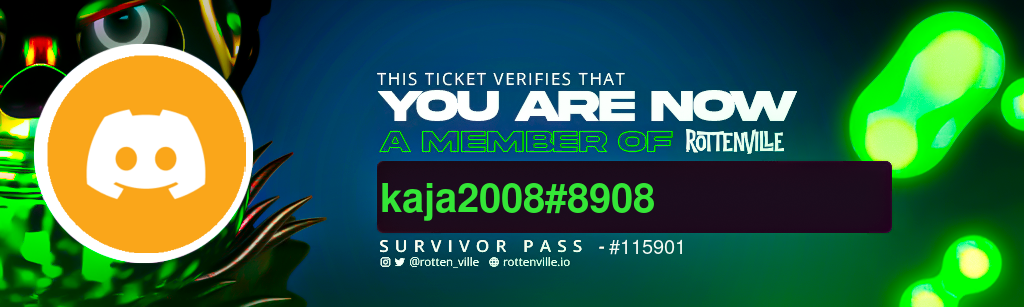 THIS TICKET VERIFIES THAT
YOU ARE NOW
A MEMBER OF ROTTENVILLE
kaja2008#8908
SURVIVOR PASS - #115901
@rotten_ville rottenville.io